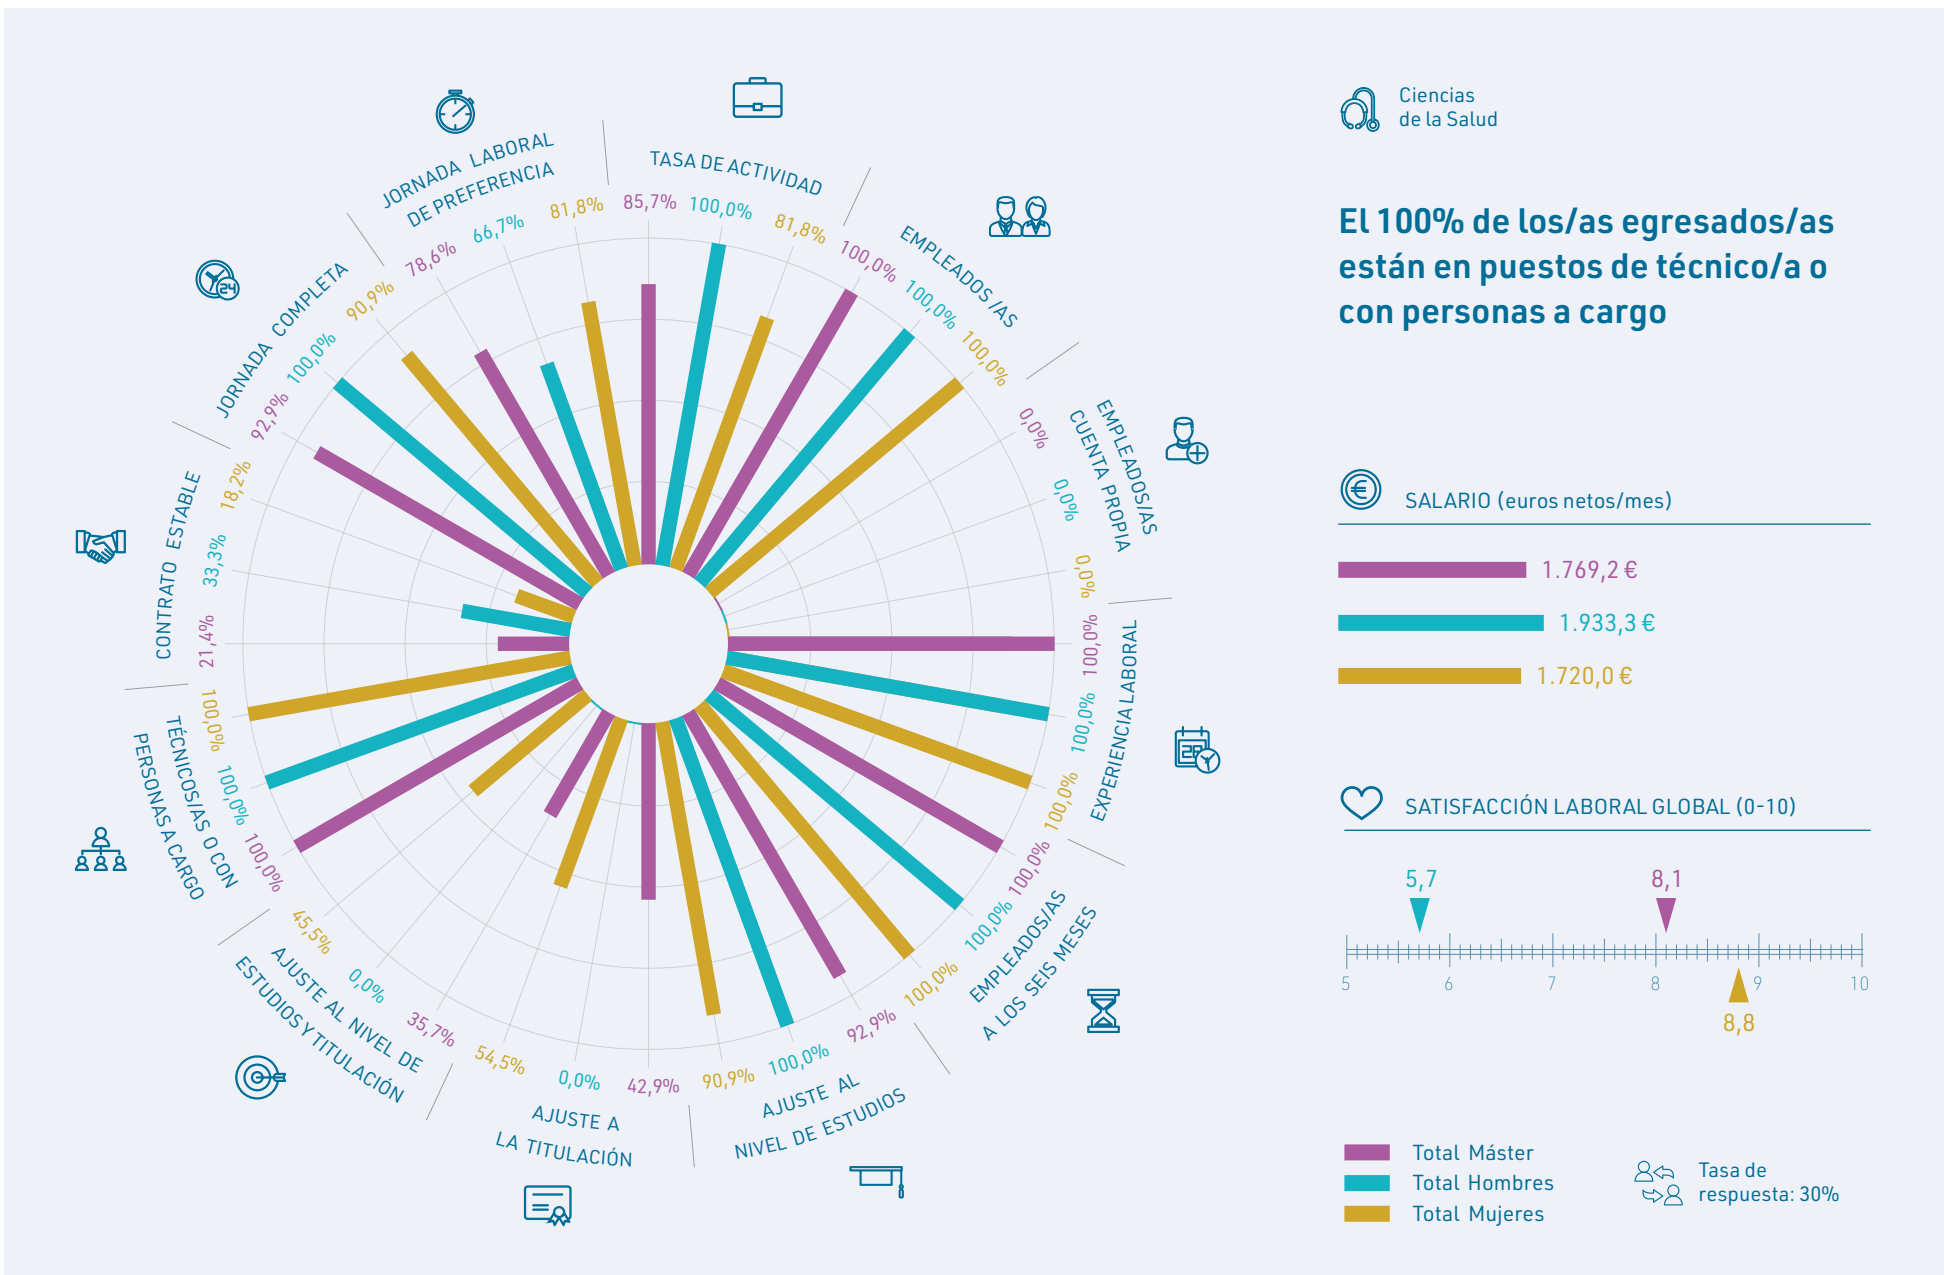 TASA DE ACTIVIDAD
85,7%
100,0%
81,8%
EMPLEADOS /AS
100,0%
100,0%
100,0%
EMPLEADOS/AS
CUENTA PROPIA
0,0%
0,0%
0,0%
EXPERIENCIA LABORAL
100,0%
100,0%
100,0%
EMPLEADOS/AS
A LOS SEIS MESES
100,0%
100,0%
100,0%
AJUSTE AL
NIVEL DE ESTUDIOS
92,9%
100,0%
90,9%
AJUSTE A
LA TITULACIÓN
42,9%
0,0%
54,5%
AJUSTE AL NIVEL DE
ESTUDIOS Y TITULACIÓN
35,7%
0,0%
45,5%
TÉCNICOS/AS O CON
PERSONAS A CARGO
100,0%
100,0%
100,0%
CONTRATO ESTABLE
21,4%
33,3%
18,2%
JORNADA COMPLETA
92,9%
100,0%
90,9%
24
JORNADA LABORAL
DE PREFERENCIA
78,6%
66,7%
81,8%
Ciencias
de la Salud
El 100% de los/as egresados/as
están en puestos de técnico/a o
con personas a cargo
€ SALARIO (euros netos/mes)
1.769,2 €
1.933,3 €
1.720,0 €
SATISFACCIÓN LABORAL GLOBAL (0-10)
5,7 8,1
5 6 7 8 9 10
8,8
Total Máster
Total Hombres
Total Mujeres
Tasa de
respuesta: 30%